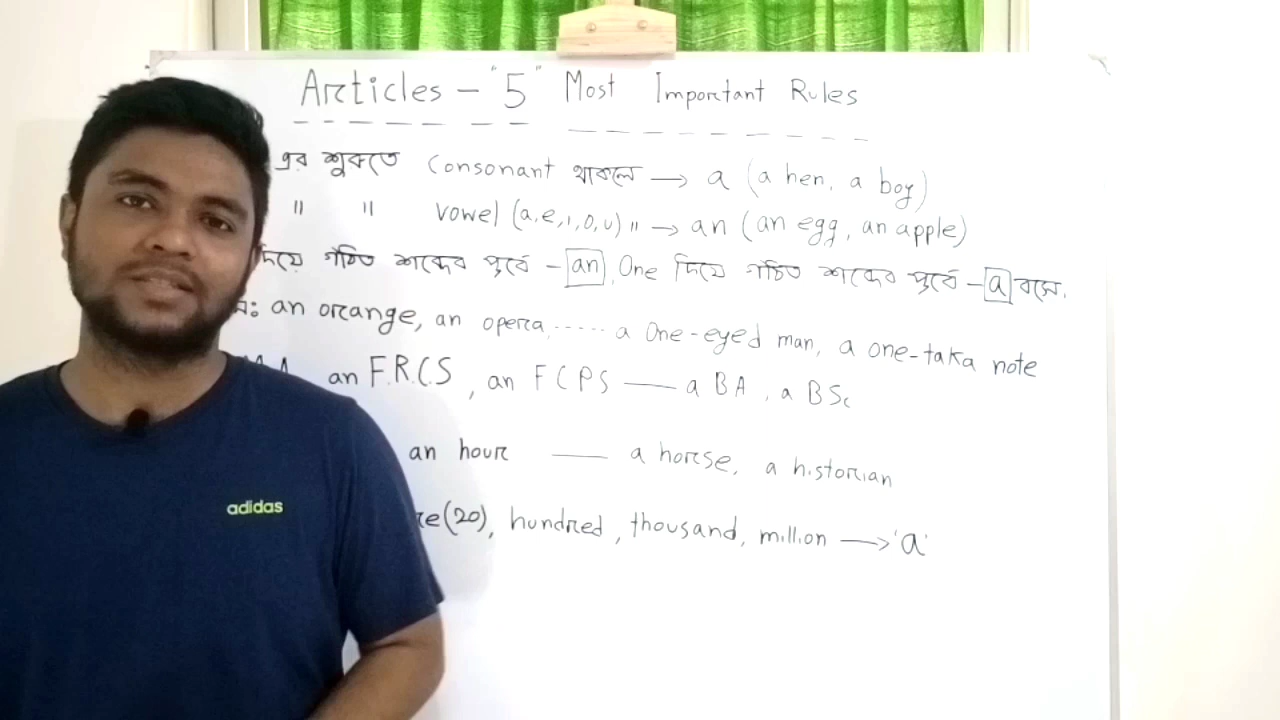 Articles - "5" Most Important Rules
এর শুরুতে Consonant থাকলে → a (a hen, a boy)
" " vowel (a, e, i, o, u) " → an (an egg, an apple)
দিয়ে গঠিত শব্দের পূর্বে - an, One দিয়ে গঠিত শব্দের পূর্বে - a বসে.
an orange, an opera ...... a One-eyed man, a one-taka note
an F.R.C.S, an FCPS — a BA, a BSc
an hour — a horse, a historian
re(20), hundred, thousand, million → 'a'
adidas